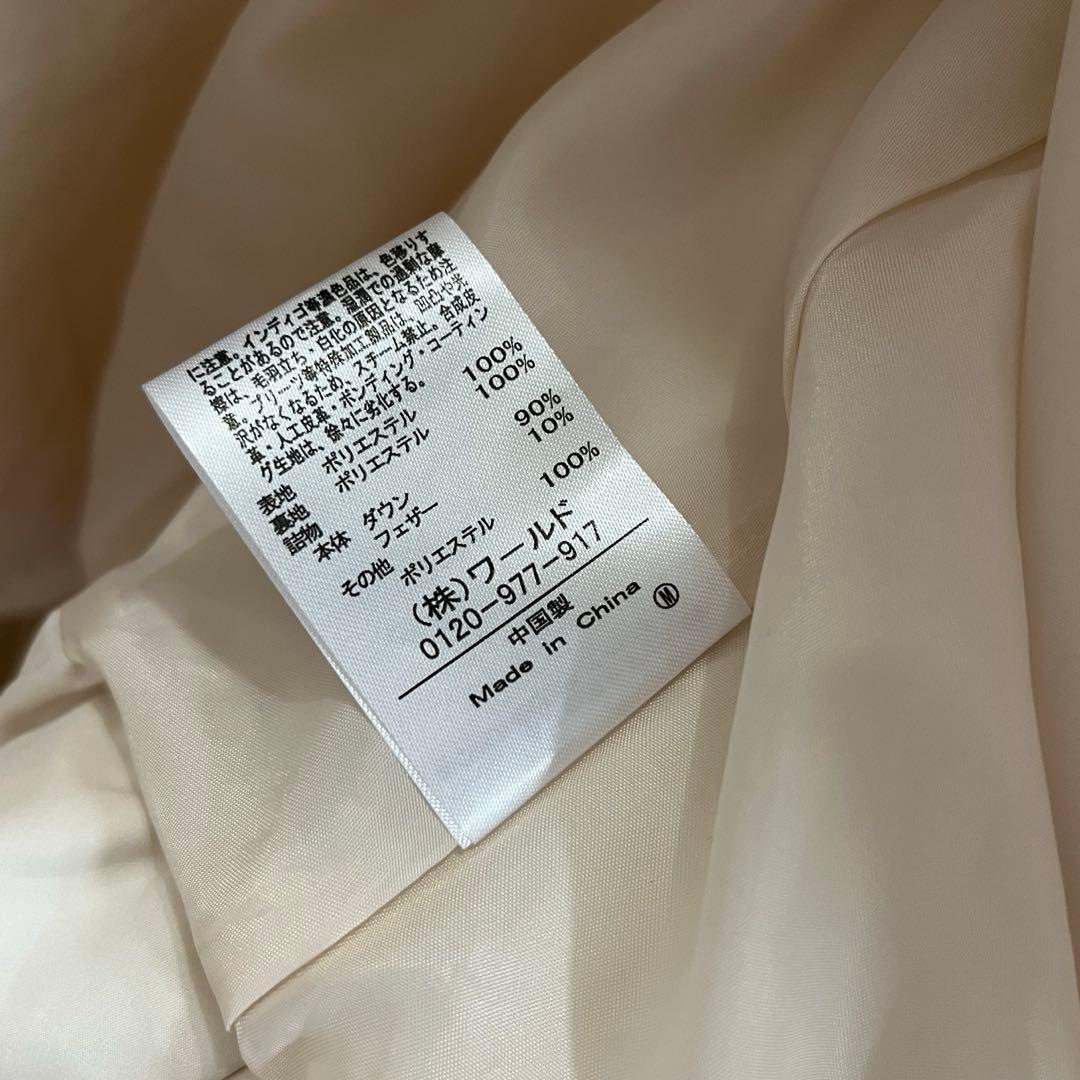 に注意。インディゴ等濃色品は、色移りす
ることがあるので注意。湿潤での過剰な摩
擦は、毛羽立ち・白化の原因となるため注
意。プリーツ等特殊加工製品は、凹凸や光
沢がなくなるため、スチーム禁止。合成皮
革・人工皮革・ボンディング・コーティン
グ生地は、徐々に劣化する。
表地 ポリエステル 100%
裏地 ポリエステル 100%
詰物
本体 ダウン 90%
フェザー 10%
その他 ポリエステル 100%
(株)ワールド
0120-977-917
中国製
Made in China Ⓜ